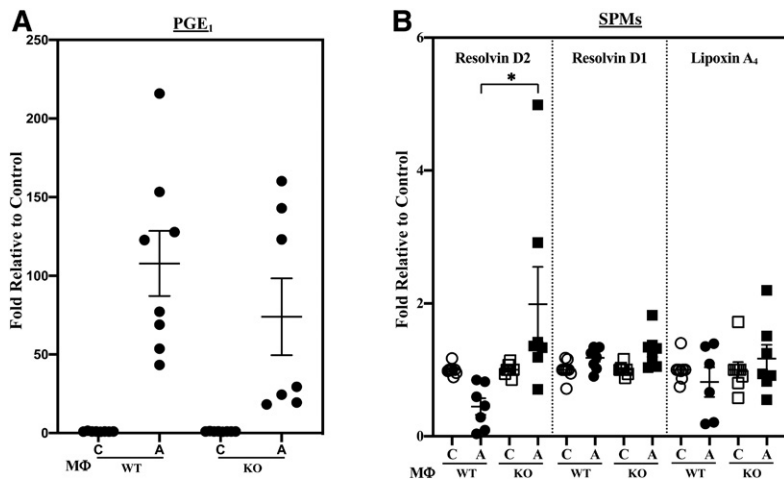 A
PGE₁
Fold Relative to Control
250
200
150
100
50
0
C A C A
MΦ WT KO
B
SPMs
Fold Relative to Control
6
4
2
0
Resolvin D2 Resolvin D1 Lipoxin A₄
*
C A C A C A C A C A C A
MΦ WT KO WT KO WT KO